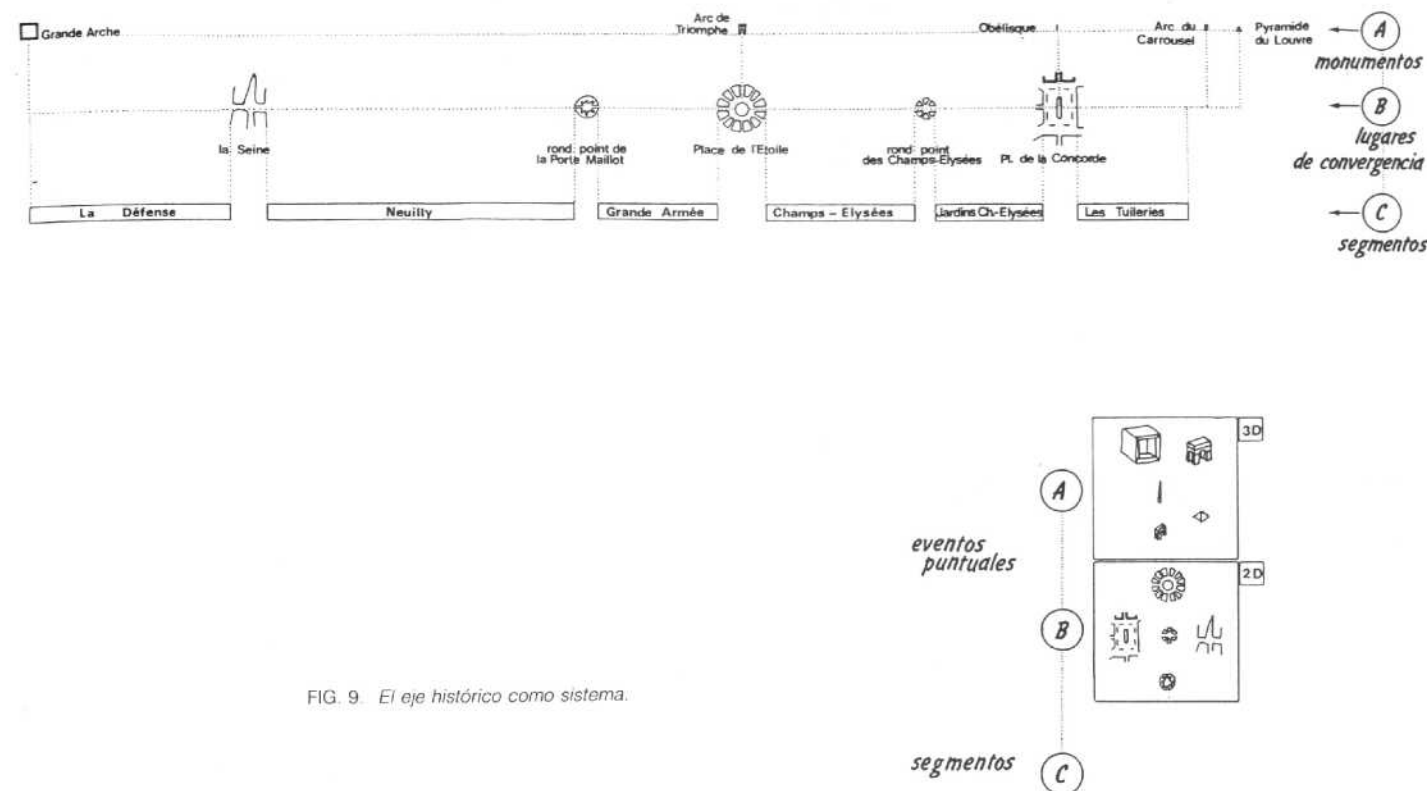 Grande Arche
Arc de
Triomphe
Obélisque
Arc du
Carrousel
Pyramide
du Louvre
A
monumentos
la Seine
rond point de
la Porte Maillot
Place de l'Etoile
rond point
des Champs-Elysées
Pl. de la Concorde
B
lugares
de convergencia
La Défense
Neuilly
Grande Armée
Champs - Elysées
Jardins Ch-Elysées
Les Tuileries
C
segmentos
3D
A
eventos
puntuales
2D
B
FIG. 9. El eje histórico como sistema.
segmentos
C